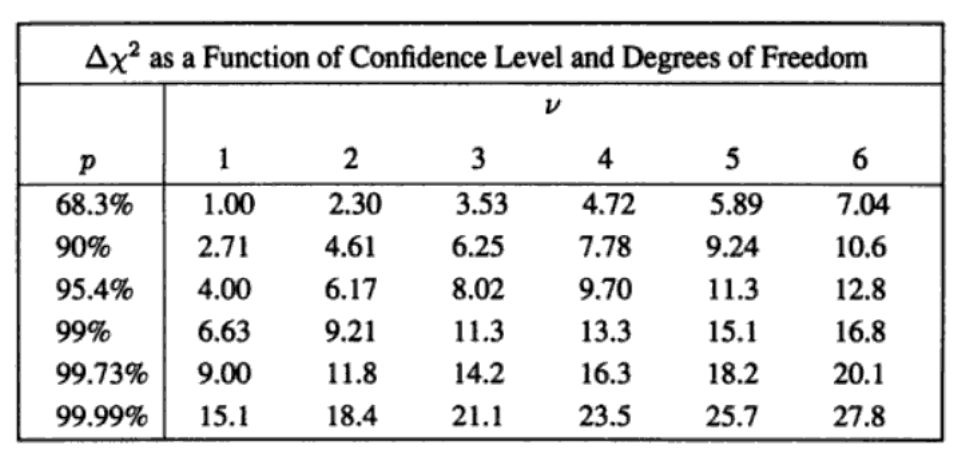 Δχ² as a Function of Confidence Level and Degrees of Freedom
ν
p 1 2 3 4 5 6
68.3% 1.00 2.30 3.53 4.72 5.89 7.04
90% 2.71 4.61 6.25 7.78 9.24 10.6
95.4% 4.00 6.17 8.02 9.70 11.3 12.8
99% 6.63 9.21 11.3 13.3 15.1 16.8
99.73% 9.00 11.8 14.2 16.3 18.2 20.1
99.99% 15.1 18.4 21.1 23.5 25.7 27.8